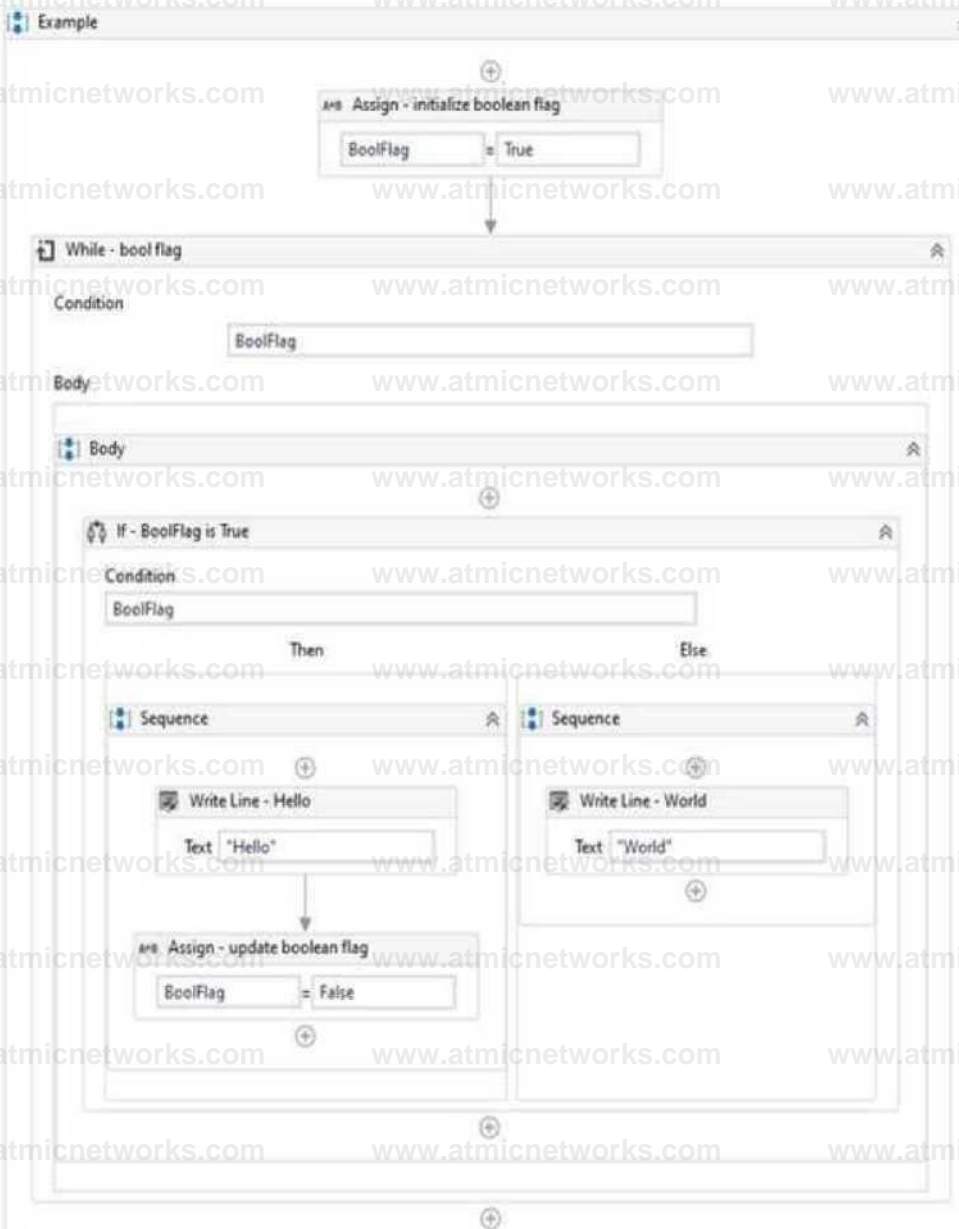 Example
Assign - initialize boolean flag
BoolFlag = True
While - bool flag
Condition
BoolFlag
Body
Body
If - BoolFlag is True
Condition
BoolFlag
Then Else
Sequence Sequence
Write Line - Hello Write Line - World
Text "Hello" Text "World"
A+B Assign - update boolean flag
BoolFlag = False
www.atmicnetworks.com